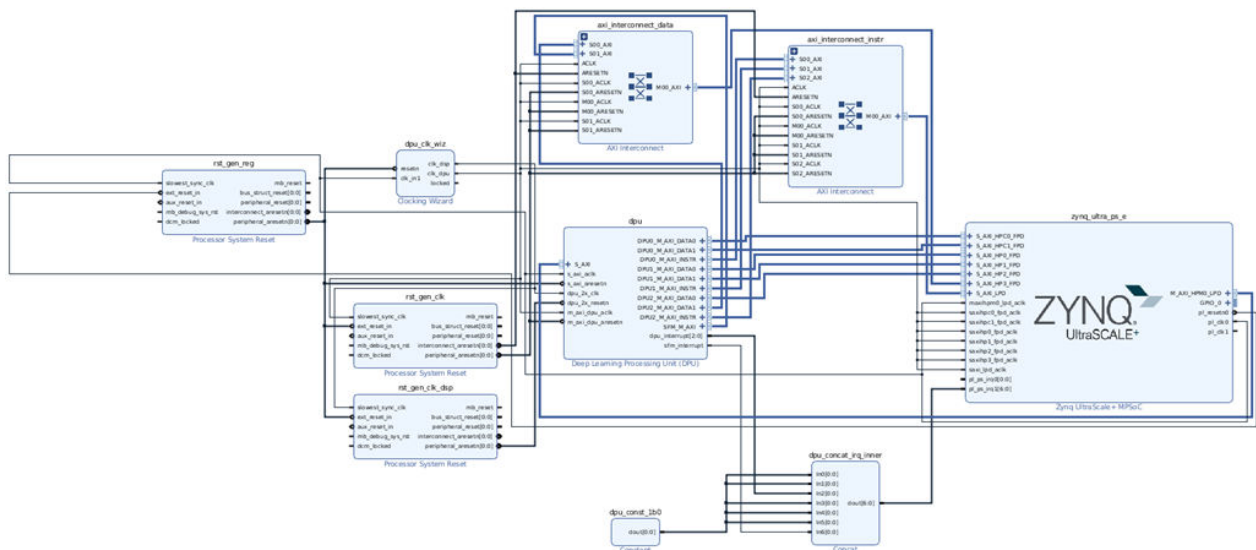 axi_interconnect_data
S00_AXI
S01_AXI
ACLK
ARESETN
S00_ACLK
S00_ARESETN
M00_ACLK
M00_ARESETN
S01_ACLK
S01_ARESETN
M00_AXI
AXI Interconnect
axi_interconnect_instr
S00_AXI
S01_AXI
S02_AXI
ACLK
ARESETN
S00_ACLK
S00_ARESETN
M00_ACLK
M00_ARESETN
S01_ACLK
S01_ARESETN
S02_ACLK
S02_ARESETN
M00_AXI
AXI Interconnect
rst_gen_reg
slowest_sync_clk
ext_reset_in
aux_reset_in
mb_debug_sys_rst
dcm_locked
mb_reset
bus_struct_reset[0:0]
peripheral_reset[0:0]
interconnect_aresetn[0:0]
peripheral_aresetn[0:0]
Processor System Reset
dpu_clk_wiz
resetn
clk_in1
clk_dsp
clk_dpu
locked
Clocking Wizard
dpu
S_AXI
s_axi_aclk
s_axi_aresetn
dpu_2x_clk
dpu_2x_resetn
m_axi_dpu_aclk
m_axi_dpu_aresetn
DPU0_M_AXI_DATA0
DPU0_M_AXI_DATA1
DPU0_M_AXI_INSTR
DPU1_M_AXI_DATA0
DPU1_M_AXI_DATA1
DPU1_M_AXI_INSTR
DPU2_M_AXI_DATA0
DPU2_M_AXI_DATA1
DPU2_M_AXI_INSTR
SFM_M_AXI
dpu_interrupt[2:0]
sfm_interrupt
Deep Learning Processing Unit (DPU)
zynq_ultra_ps_e
S_AXI_HPC0_FPD
S_AXI_HPC1_FPD
S_AXI_HP0_FPD
S_AXI_HP1_FPD
S_AXI_HP2_FPD
S_AXI_HP3_FPD
S_AXI_LPD
maxihpm0_lpd_aclk
saxihpc0_fpd_aclk
saxihpc1_fpd_aclk
saxihp0_fpd_aclk
saxihp1_fpd_aclk
saxihp2_fpd_aclk
saxihp3_fpd_aclk
saxi_lpd_aclk
pl_ps_irq0[0:0]
pl_ps_irq1[6:0]
ZYNQ
UltraSCALE+
M_AXI_HPM0_LPD
GPIO_0
pl_resetn0
pl_clk0
pl_clk1
Zynq UltraScale+ MPSoC
rst_gen_clk
slowest_sync_clk
ext_reset_in
aux_reset_in
mb_debug_sys_rst
dcm_locked
mb_reset
bus_struct_reset[0:0]
peripheral_reset[0:0]
interconnect_aresetn[0:0]
peripheral_aresetn[0:0]
Processor System Reset
rst_gen_clk_dsp
slowest_sync_clk
ext_reset_in
aux_reset_in
mb_debug_sys_rst
dcm_locked
mb_reset
bus_struct_reset[0:0]
peripheral_reset[0:0]
interconnect_aresetn[0:0]
peripheral_aresetn[0:0]
Processor System Reset
dpu_concat_irq_inner
In0[0:0]
In1[0:0]
In2[0:0]
In3[0:0]
In4[0:0]
In5[0:0]
In6[0:0]
dout[6:0]
Concat
dpu_const_1b0
dout[0:0]
Constant